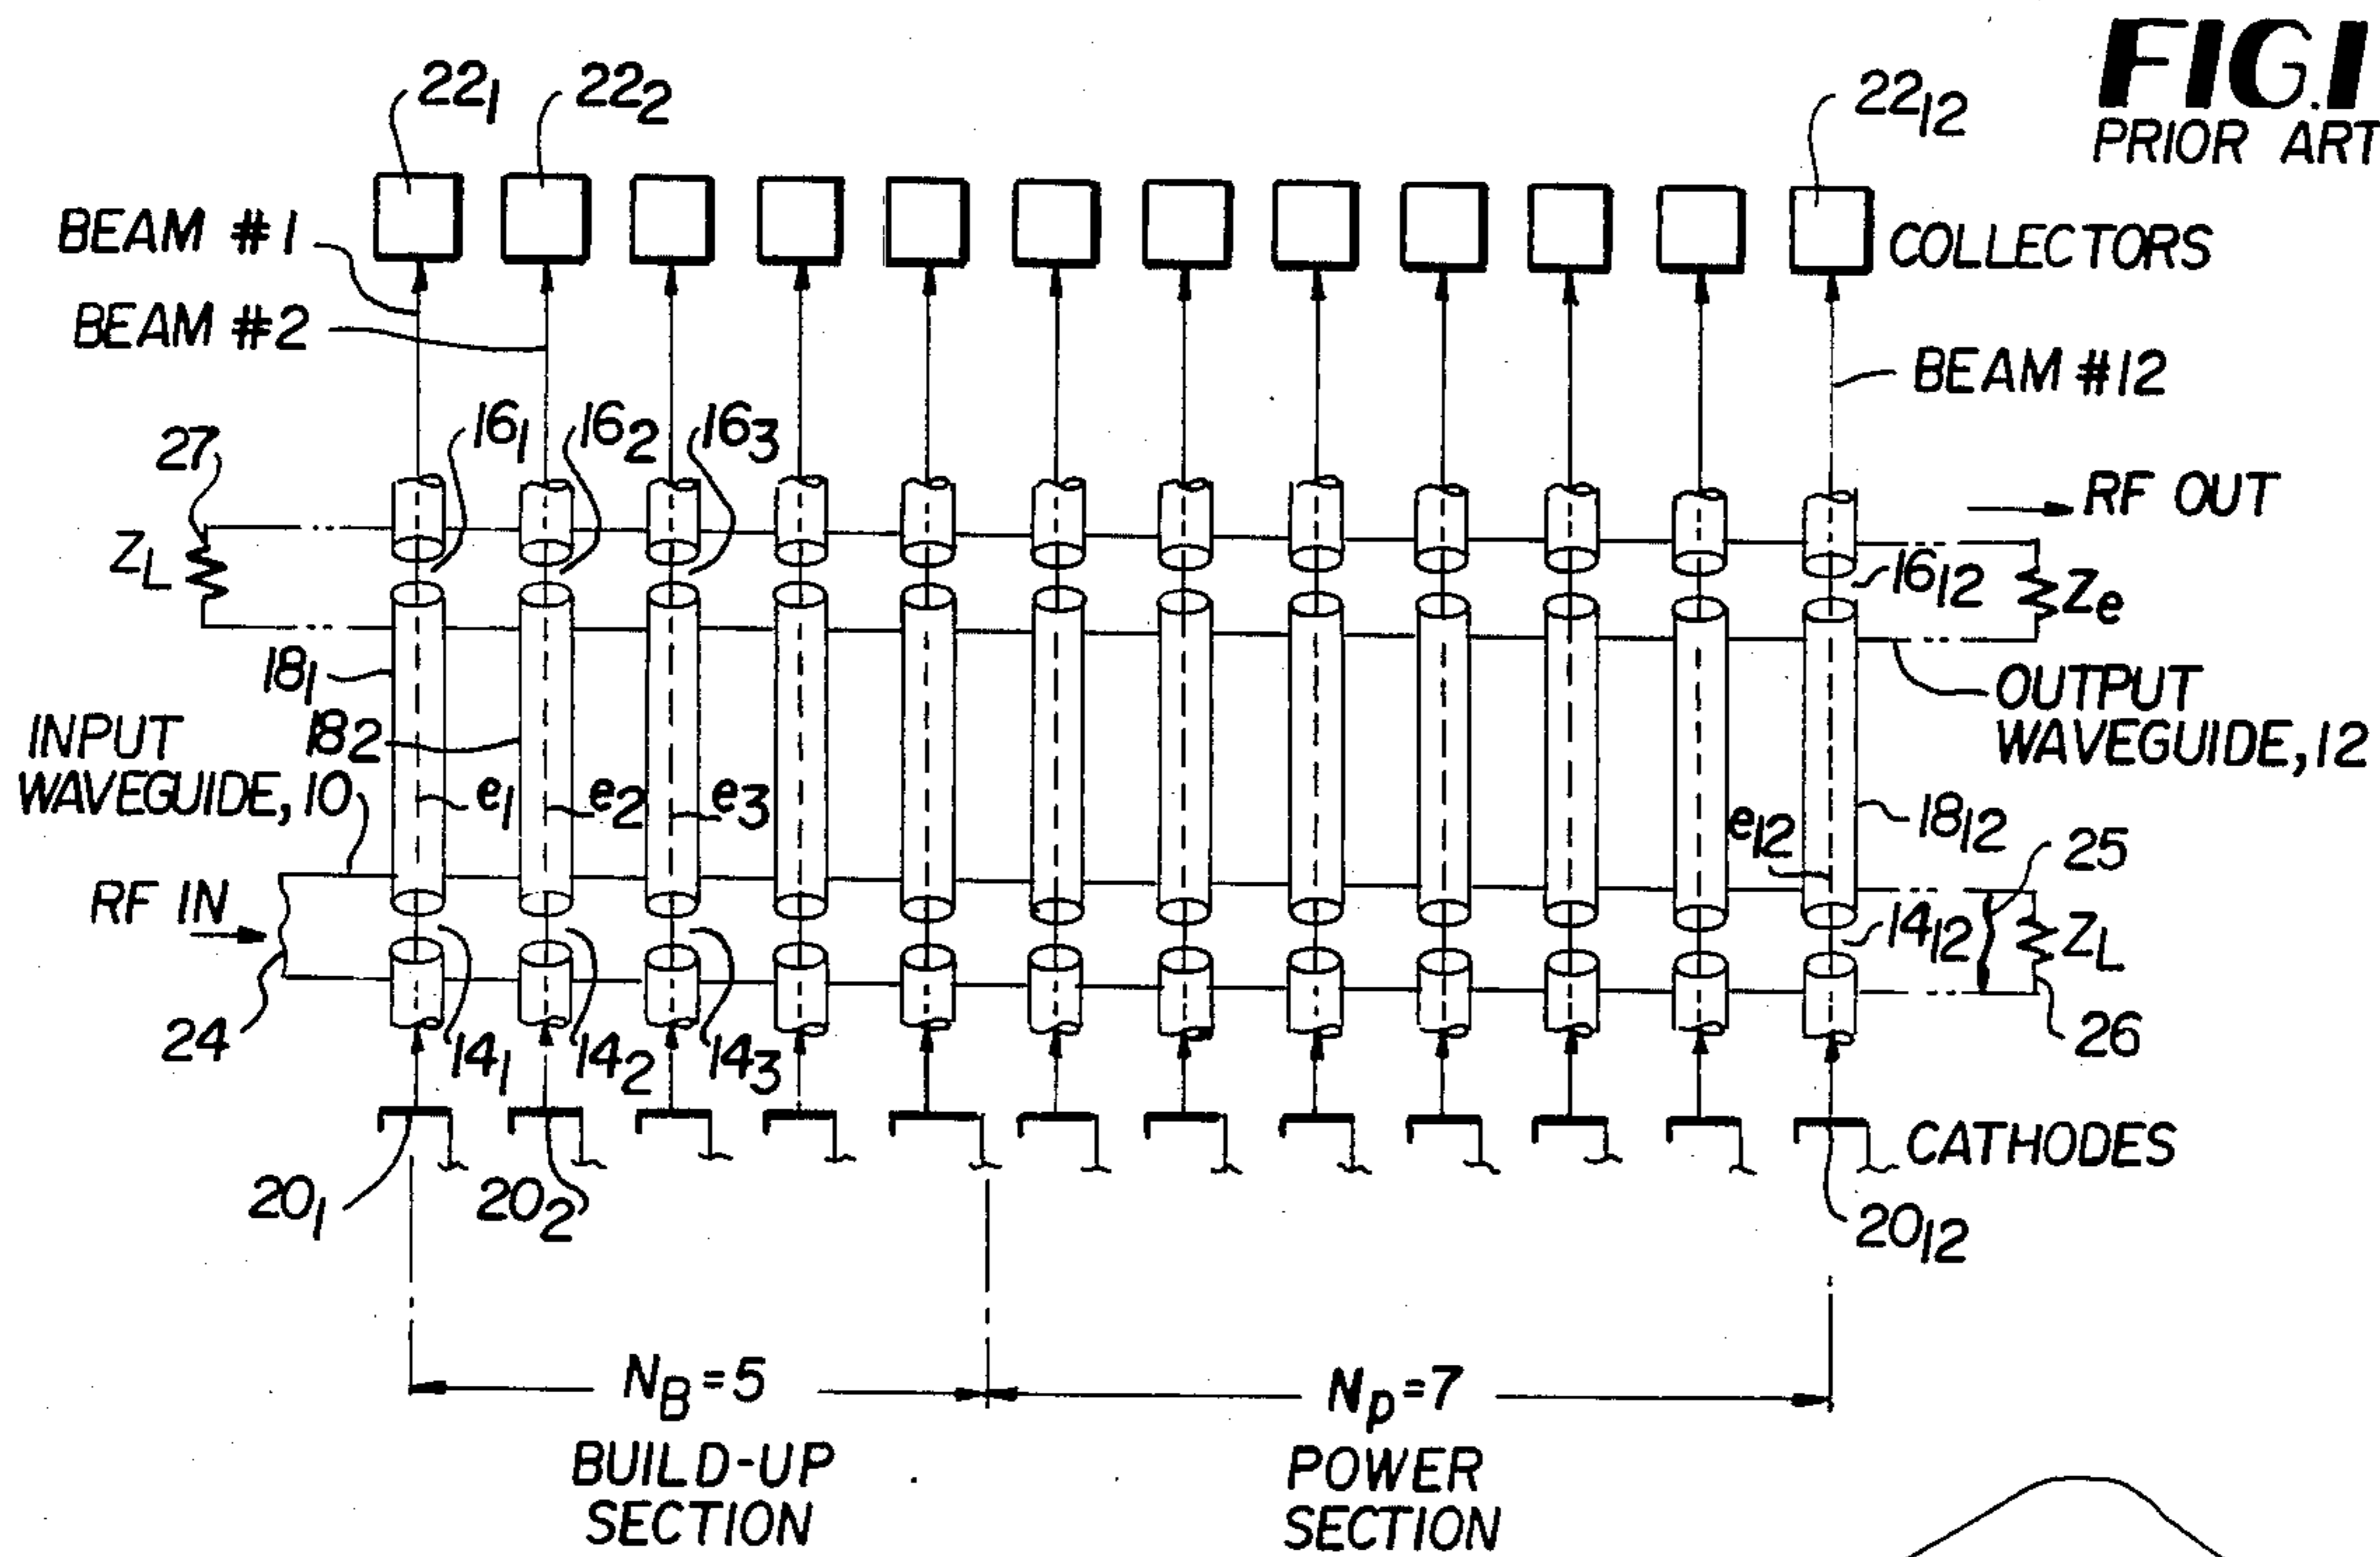 FIG.1
PRIOR ART
22₁
22₂
22₁₂
BEAM #1
COLLECTORS
BEAM #2
BEAM #12
16₁
16₂
16₃
27
RF OUT
Z_L
16₁₂
Z_e
18₁
OUTPUT
WAVEGUIDE, 12
INPUT
WAVEGUIDE, 10
18₂
e₁
e₂
e₃
e₁₂
18₁₂
25
RF IN
14₁₂
Z_L
24
14₁
14₂
14₃
26
CATHODES
20₁
20₂
20₁₂
N_B=5
N_p=7
BUILD-UP
SECTION
POWER
SECTION